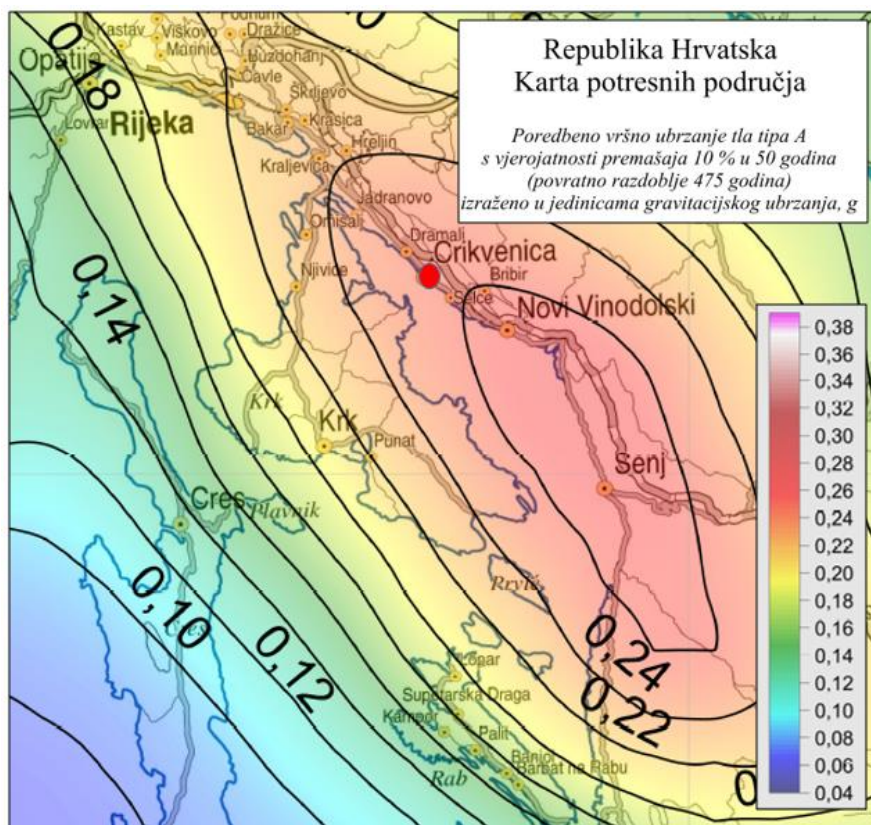 Republika Hrvatska
Karta potresnih područja
Poredbeno vršno ubrzanje tla tipa A
s vjerojatnosti premašaja 10 % u 50 godina
(povratno razdoblje 475 godina)
izraženo u jedinicama gravitacijskog ubrzanja, g
Kastav
Viškovo
Dražice
Marinići
Opatija
Buzdohanj
Čavle
0,18
Škrljevo
Rijeka
Krasica
Lovran
Bakar
Hreljin
Kraljevica
Jadranovo
Omišalj
Dramalj
Crikvenica
Njivice
Bribir
Selce
Novi Vinodolski
0,14
Krk
Krk
Punat
Senj
Cres
Plavnik
0,10
0,12
0,24
0,22
Lopar
Supetarska Draga
Kampor
Palit
Banjol
Barbat na Rabu
Rab
0,38
0,36
0,34
0,32
0,30
0,28
0,26
0,24
0,22
0,20
0,18
0,16
0,14
0,12
0,10
0,08
0,06
0,04